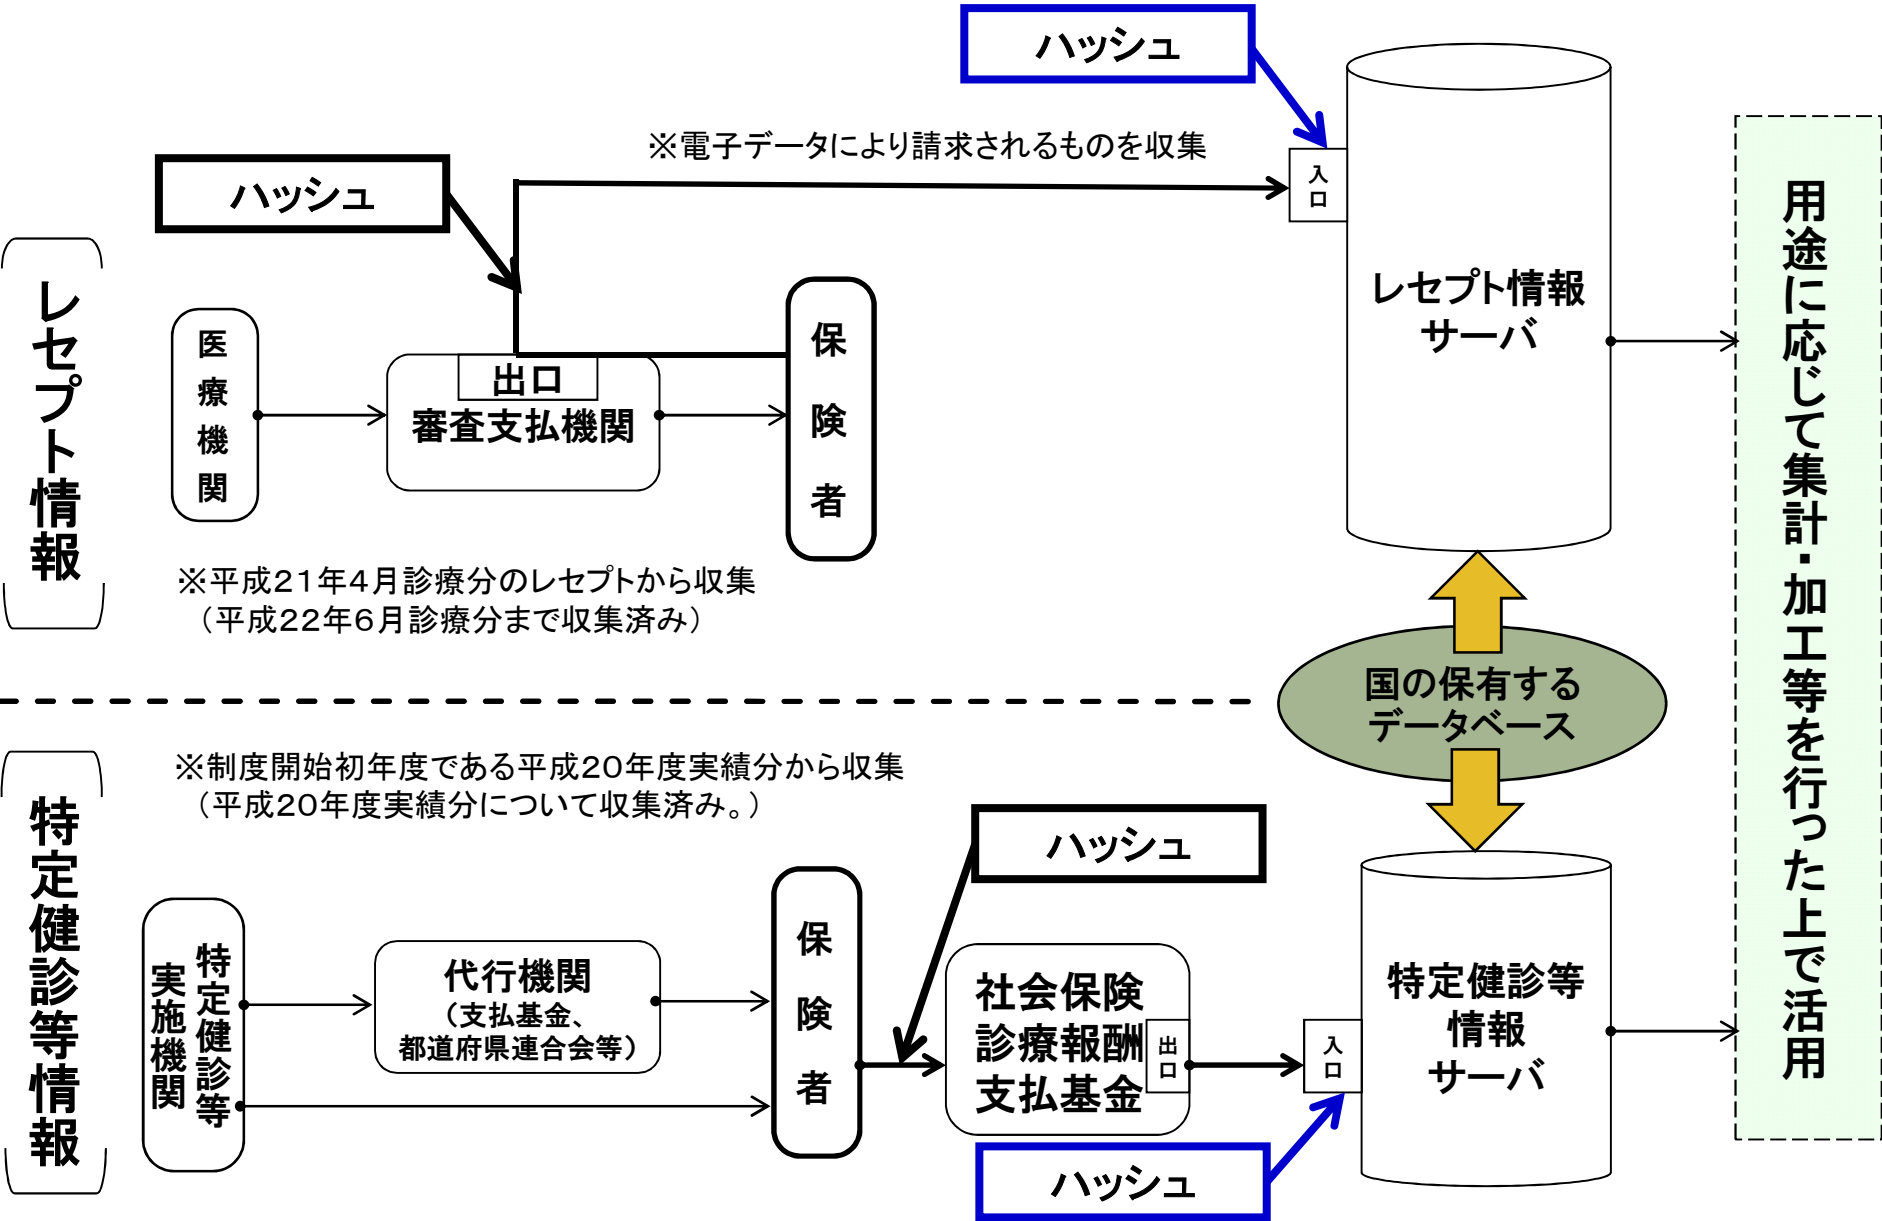 ハッシュ
※電子データにより請求されるものを収集
ハッシュ
入口
レセプト情報
医療機関
出口
審査支払機関
保険者
レセプト情報
サーバ
※平成21年4月診療分のレセプトから収集
（平成22年6月診療分まで収集済み）
国の保有する
データベース
用途に応じて集計・加工等を行った上で活用
※制度開始初年度である平成20年度実績分から収集
（平成20年度実績分について収集済み。）
ハッシュ
特定健診等情報
特定健診等
実施機関
代行機関
（支払基金、
都道府県連合会等）
保険者
社会保険
診療報酬
支払基金
出口
入口
特定健診等
情報
サーバ
ハッシュ